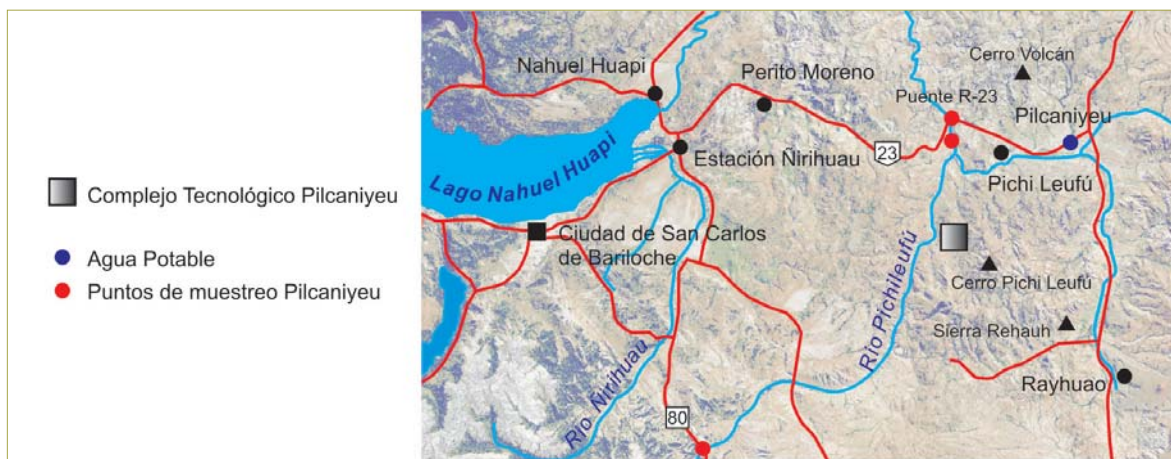 Complejo Tecnológico Pilcaniyeu
Agua Potable
Puntos de muestreo Pilcaniyeu
Nahuel Huapi
Perito Moreno
Cerro Volcán
Puente R-23
Pilcaniyeu
Lago Nahuel Huapi
Estación Ñirihuau
23
Pichi Leufú
Ciudad de San Carlos
de Bariloche
Cerro Pichi Leufú
Río Pichileufú
Sierra Rehauh
Río Ñirihuau
Rayhuao
80